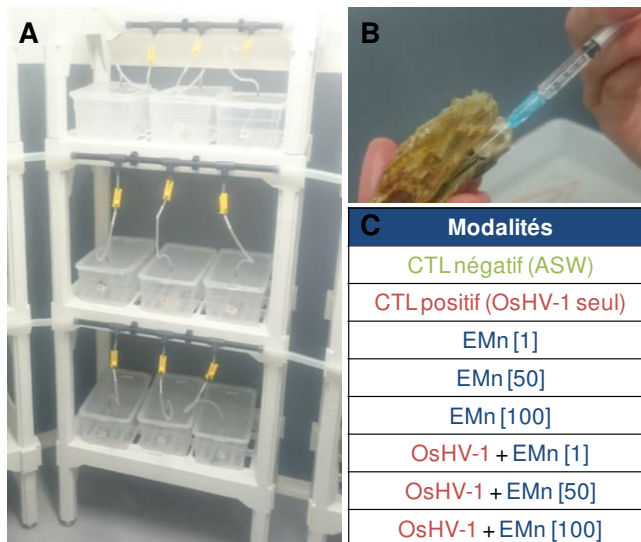 A
B
C Modalités
CTL négatif (ASW)
CTL positif (OsHV-1 seul)
EMn [1]
EMn [50]
EMn [100]
OsHV-1 + EMn [1]
OsHV-1 + EMn [50]
OsHV-1 + EMn [100]